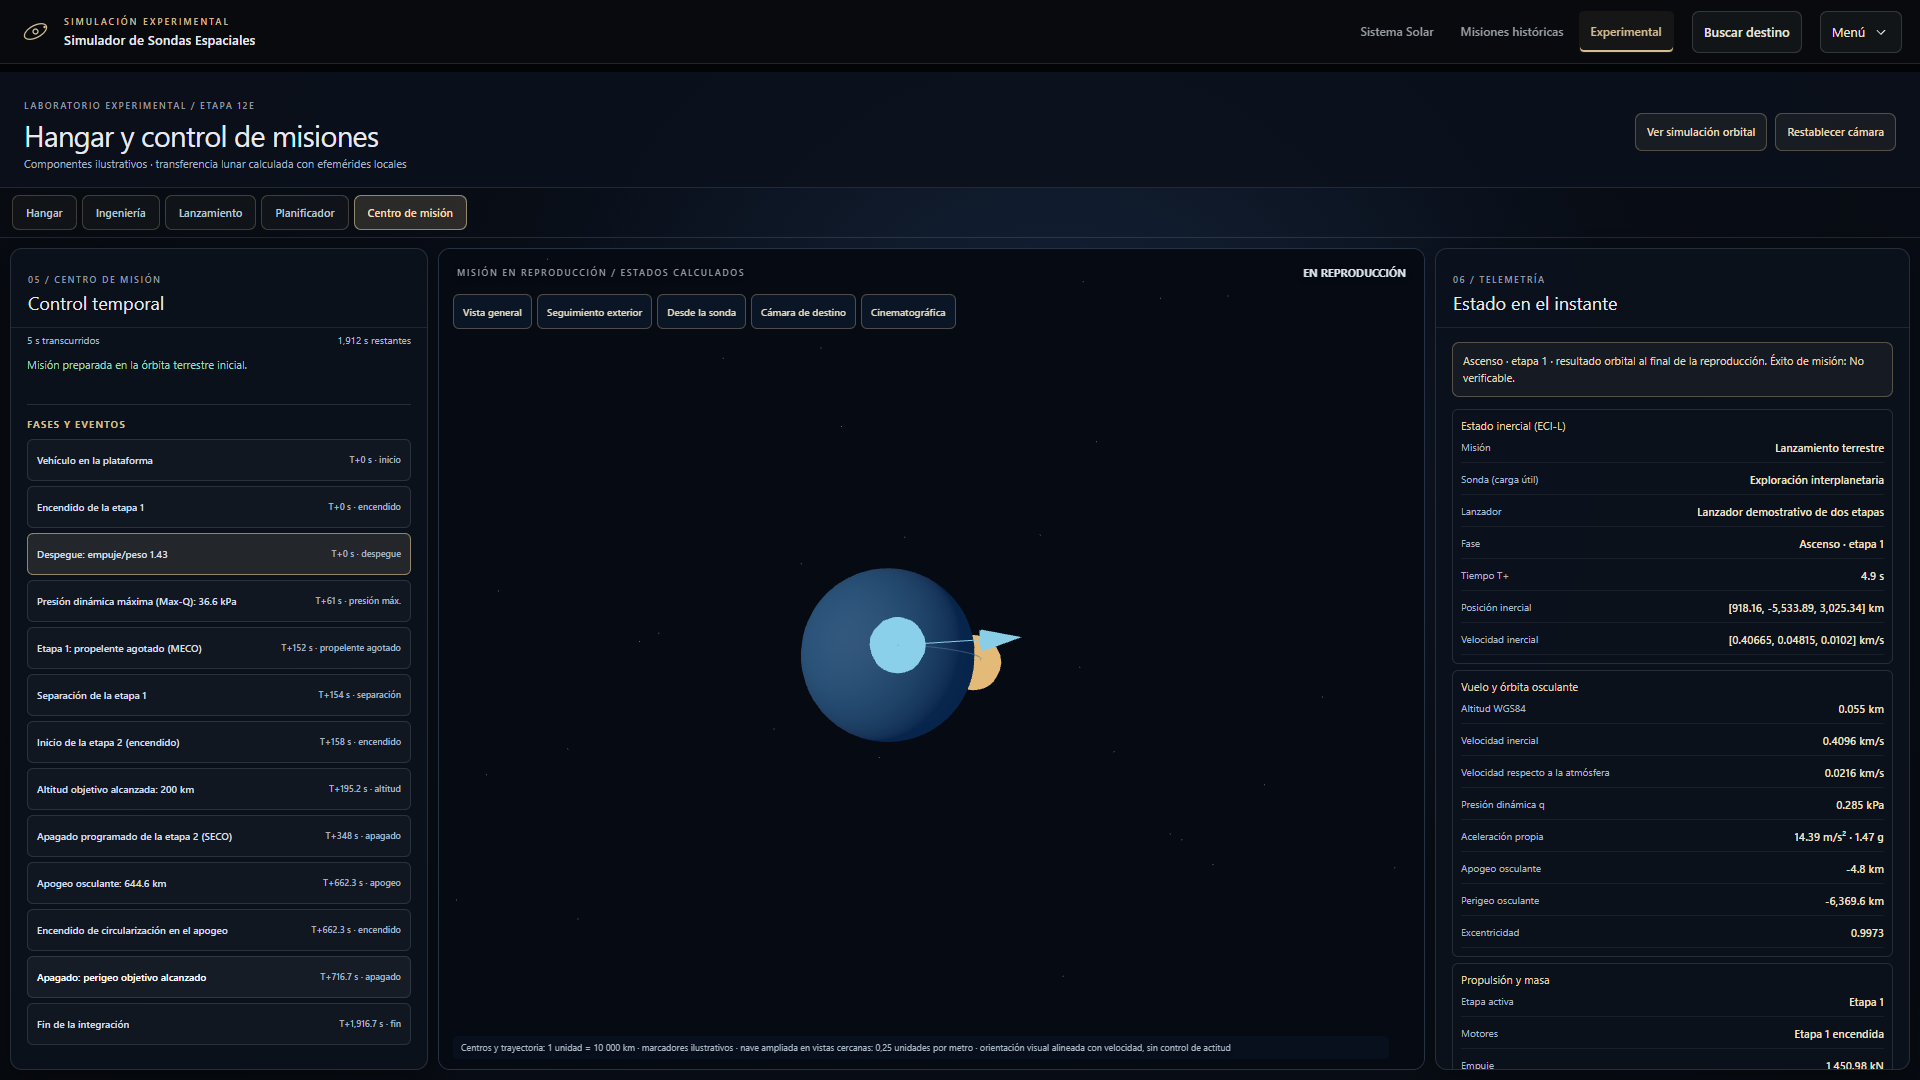 SIMULACIÓN EXPERIMENTAL
Simulador de Sondas Espaciales
Sistema Solar
Misiones históricas
Experimental
Buscar destino
Menú
LABORATORIO EXPERIMENTAL / ETAPA 12E
Hangar y control de misiones
Componentes ilustrativos · transferencia lunar calculada con efemérides locales
Ver simulación orbital
Restablecer cámara
Hangar
Ingeniería
Lanzamiento
Planificador
Centro de misión
05 / CENTRO DE MISIÓN
Control temporal
5 s transcurridos
1,912 s restantes
Misión preparada en la órbita terrestre inicial.
FASES Y EVENTOS
Vehículo en la plataforma T+0 s · inicio
Encendido de la etapa 1 T+0 s · encendido
Despegue: empuje/peso 1.43 T+0 s · despegue
Presión dinámica máxima (Max-Q): 36.6 kPa T+61 s · presión máx.
Etapa 1: propelente agotado (MECO) T+152 s · propelente agotado
Separación de la etapa 1 T+154 s · separación
Inicio de la etapa 2 (encendido) T+158 s · encendido
Altitud objetivo alcanzada: 200 km T+195.2 s · altitud
Apagado programado de la etapa 2 (SECO) T+348 s · apagado
Apogeo osculante: 644.6 km T+662.3 s · apogeo
Encendido de circularización en el apogeo T+662.3 s · encendido
Apagado: perigeo objetivo alcanzado T+716.7 s · apagado
Fin de la integración T+1,916.7 s · fin
MISIÓN EN REPRODUCCIÓN / ESTADOS CALCULADOS
EN REPRODUCCIÓN
Vista general
Seguimiento exterior
Desde la sonda
Cámara de destino
Cinematográfica
Centros y trayectoria: 1 unidad = 10 000 km · marcadores ilustrativos · nave ampliada en vistas cercanas: 0,25 unidades por metro · orientación visual alineada con velocidad, sin control de actitud
06 / TELEMETRÍA
Estado en el instante
Ascenso · etapa 1 · resultado orbital al final de la reproducción. Éxito de misión: No
verificable.
Estado inercial (ECI-L)
Misión Lanzamiento terrestre
Sonda (carga útil) Exploración interplanetaria
Lanzador Lanzador demostrativo de dos etapas
Fase Ascenso · etapa 1
Tiempo T+ 4.9 s
Posición inercial [918.16, -5,533.89, 3,025.34] km
Velocidad inercial [0.40665, 0.04815, 0.0102] km/s
Vuelo y órbita osculante
Altitud WGS84 0.055 km
Velocidad inercial 0.4096 km/s
Velocidad respecto a la atmósfera 0.0216 km/s
Presión dinámica q 0.285 kPa
Aceleración propia 14.39 m/s² · 1.47 g
Apogeo osculante -4.8 km
Perigeo osculante -6,369.6 km
Excentricidad 0.9973
Propulsión y masa
Etapa activa Etapa 1
Motores Etapa 1 encendida
Empuje 1,450.98 kN